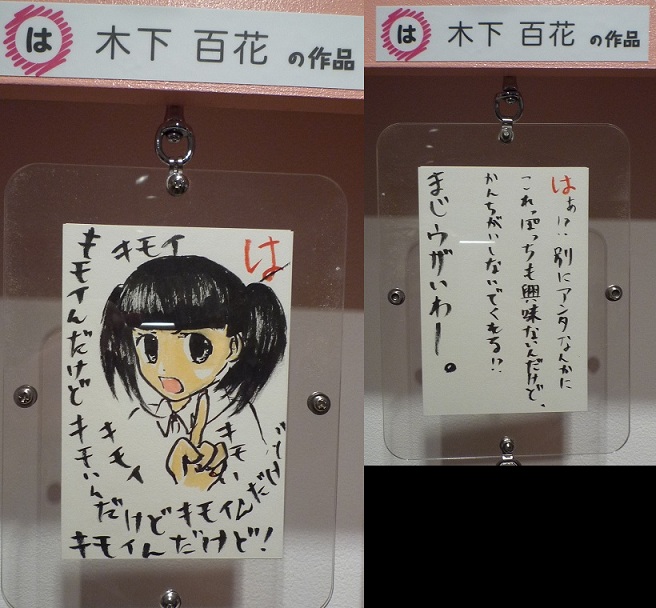 は 木下 百花 の作品
は
キモイ
キモイんだけど
キモイ
キモいん
だけど
キモイんだけど
キモイんだけど！
は 木下 百花 の作品
はぁ！？別にアンタなんかに
これっぽっちも興味ないんだけど、
かんちがいしないでくれる！？
まじウザいわー。